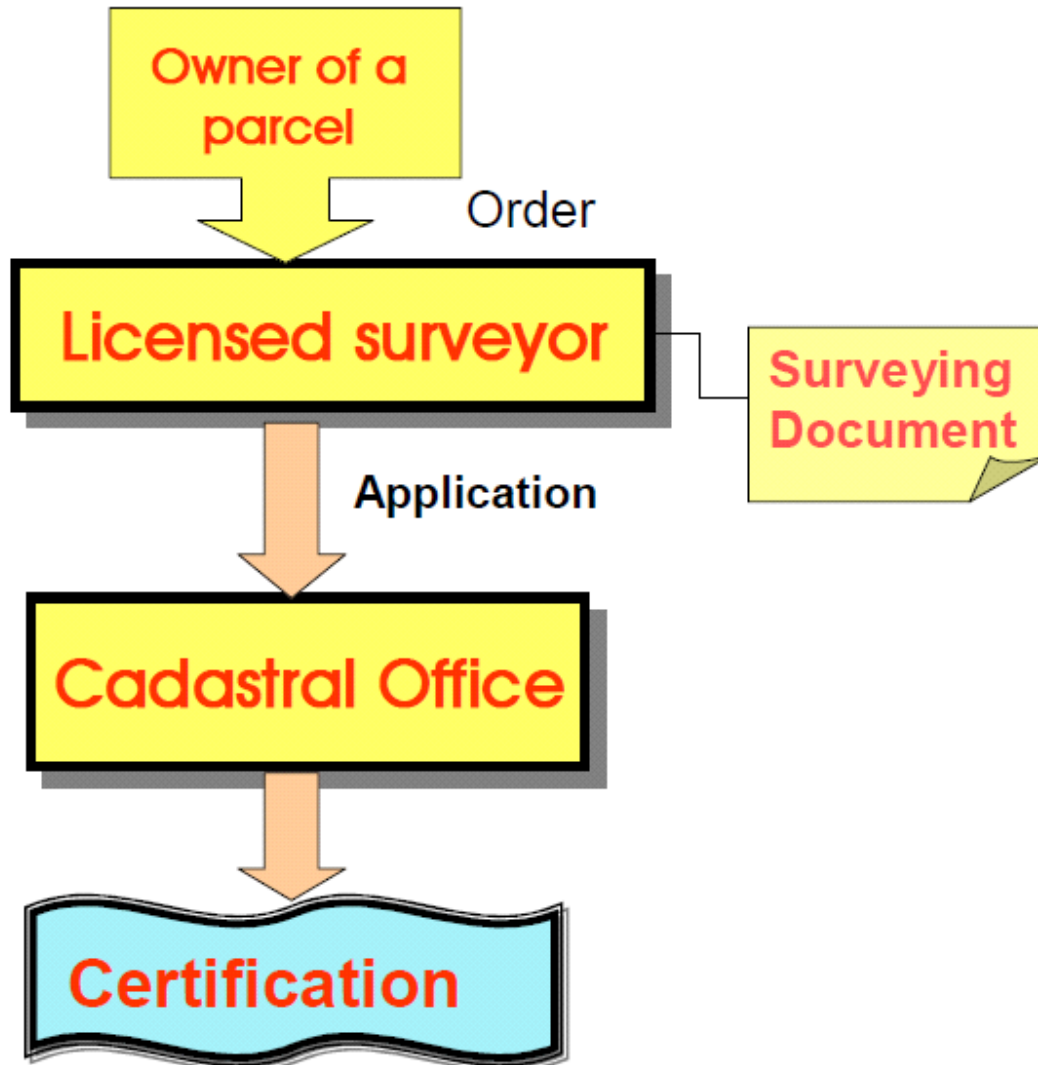 Owner of a
parcel
Order
Licensed surveyor
Surveying
Document
Application
Cadastral Office
Certification